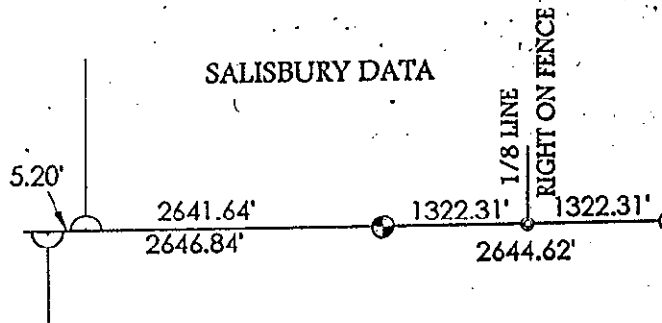 SALISBURY DATA
1/8 LINE
RIGHT ON FENCE
5.20'
2641.64'
1322.31'
1322.31'
2646.84'
2644.62'